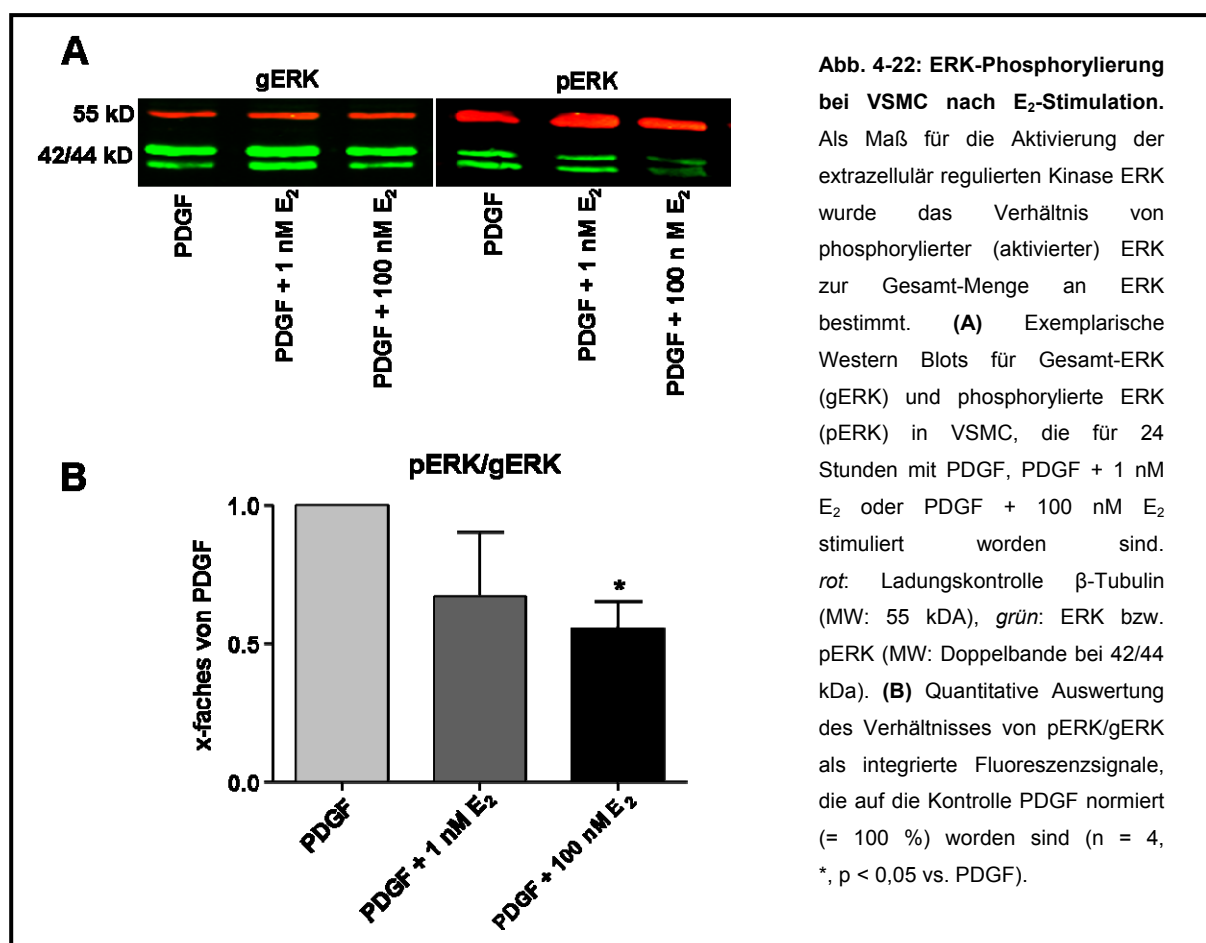 A
gERK
pERK
55 kD
42/44 kD
PDGF
PDGF + 1 nM E₂
PDGF + 100 nM E₂
PDGF
PDGF + 1 nM E₂
PDGF + 100 n M E₂
B
pERK/gERK
x-faches von PDGF
1.0
0.5
0.0
*
PDGF
PDGF + 1 nM E₂
PDGF + 100 nM E₂
Abb. 4-22: ERK-Phosphorylierung
bei VSMC nach E₂-Stimulation.
Als Maß für die Aktivierung der
extrazellulär regulierten Kinase ERK
wurde das Verhältnis von
phosphorylierter (aktivierter) ERK
zur Gesamt-Menge an ERK
bestimmt. (A) Exemplarische
Western Blots für Gesamt-ERK
(gERK) und phosphorylierte ERK
(pERK) in VSMC, die für 24
Stunden mit PDGF, PDGF + 1 nM
E₂ oder PDGF + 100 nM E₂
stimuliert worden sind.
rot: Ladungskontrolle β-Tubulin
(MW: 55 kDA), grün: ERK bzw.
pERK (MW: Doppelbande bei 42/44
kDa). (B) Quantitative Auswertung
des Verhältnisses von pERK/gERK
als integrierte Fluoreszenzsignale,
die auf die Kontrolle PDGF normiert
(= 100 %) worden sind (n = 4,
*, p < 0,05 vs. PDGF).